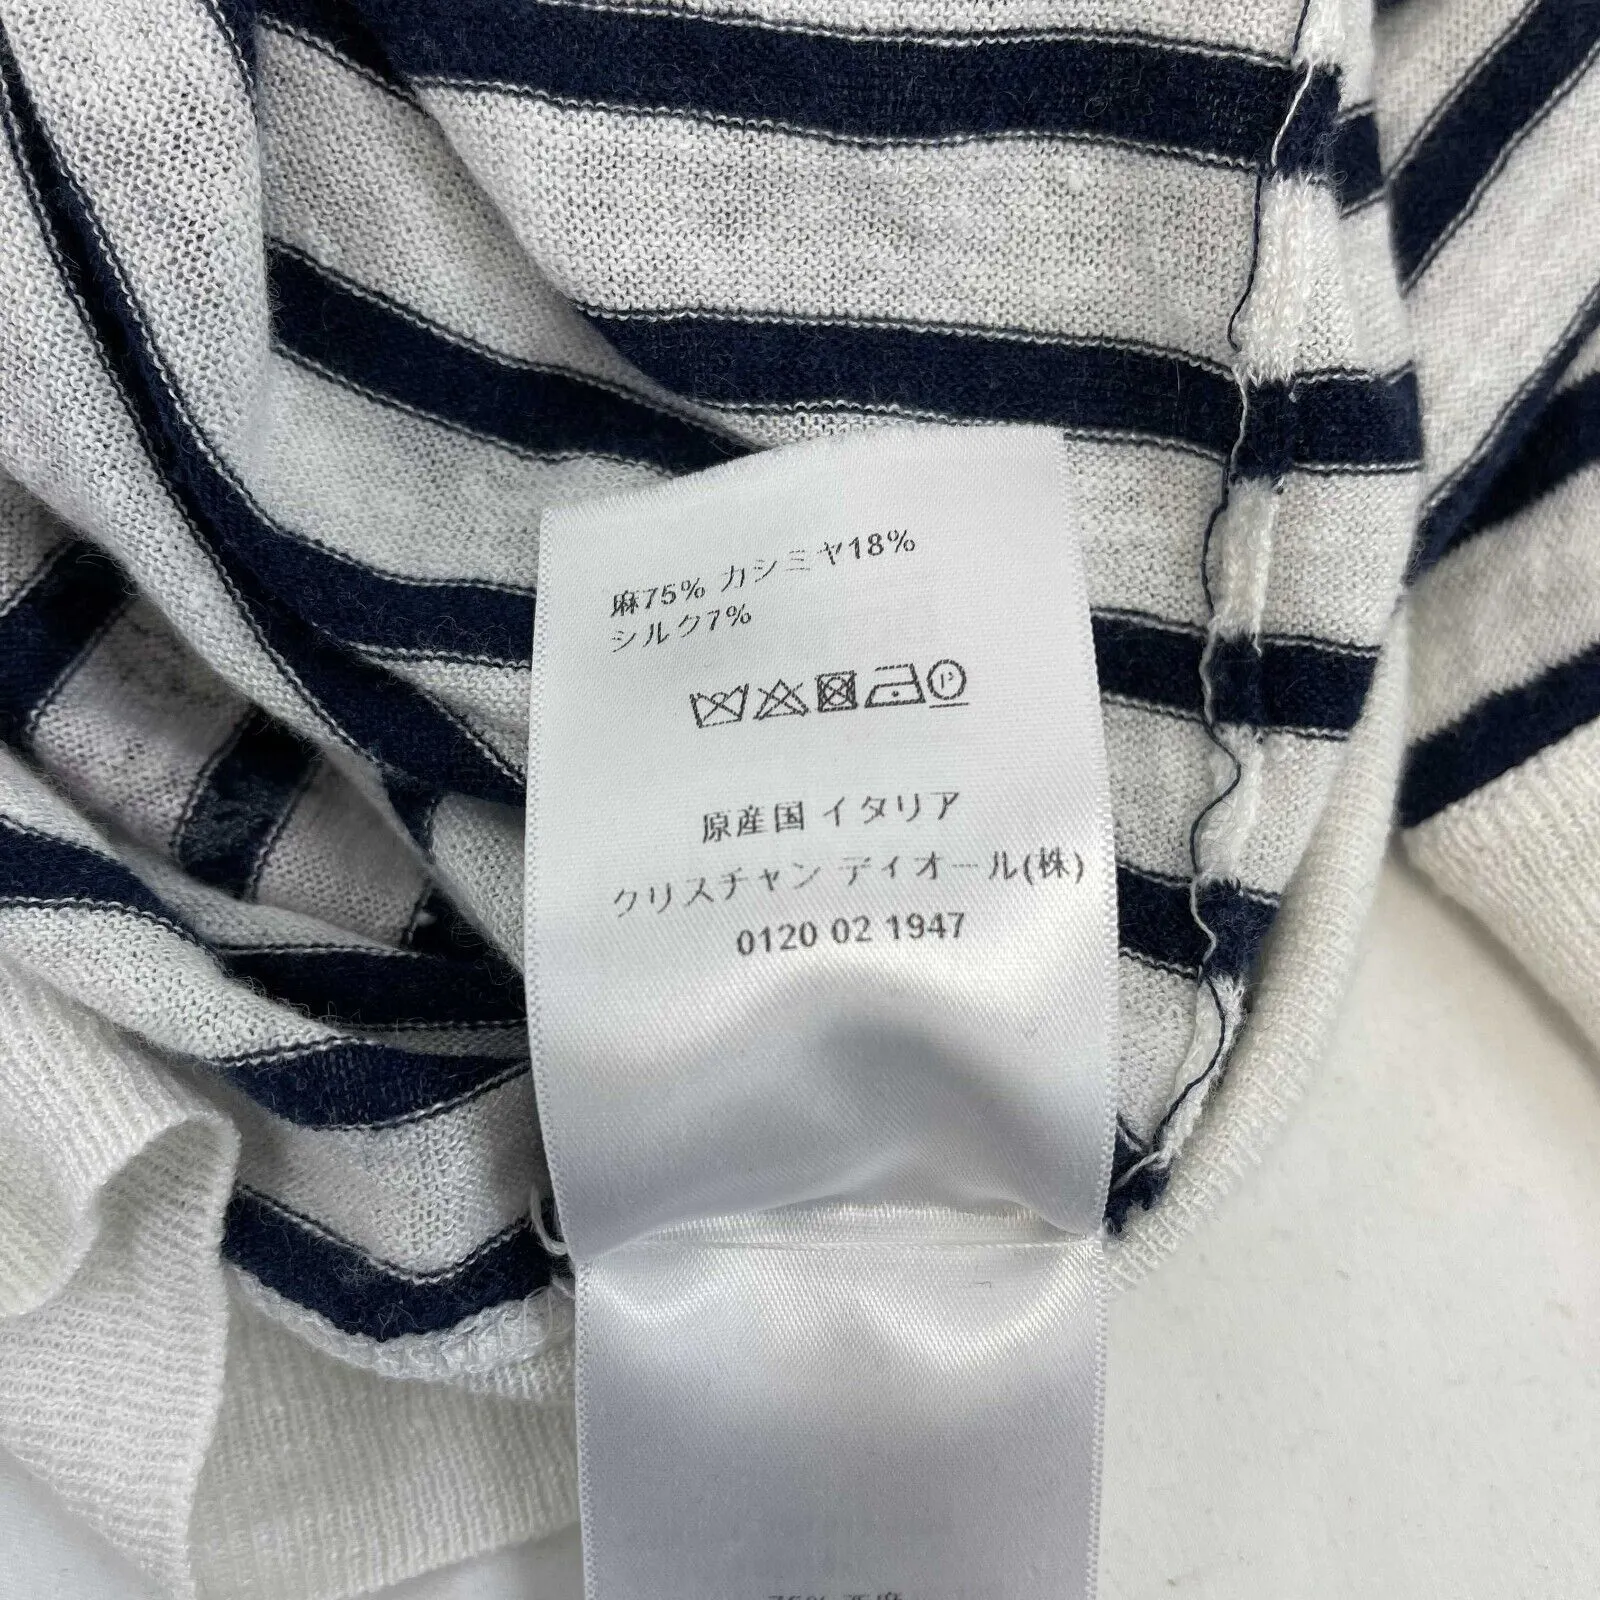 麻75% カシミヤ18%
シルク7%
原産国 イタリア
クリスチャン ディオール(株)
0120 02 1947